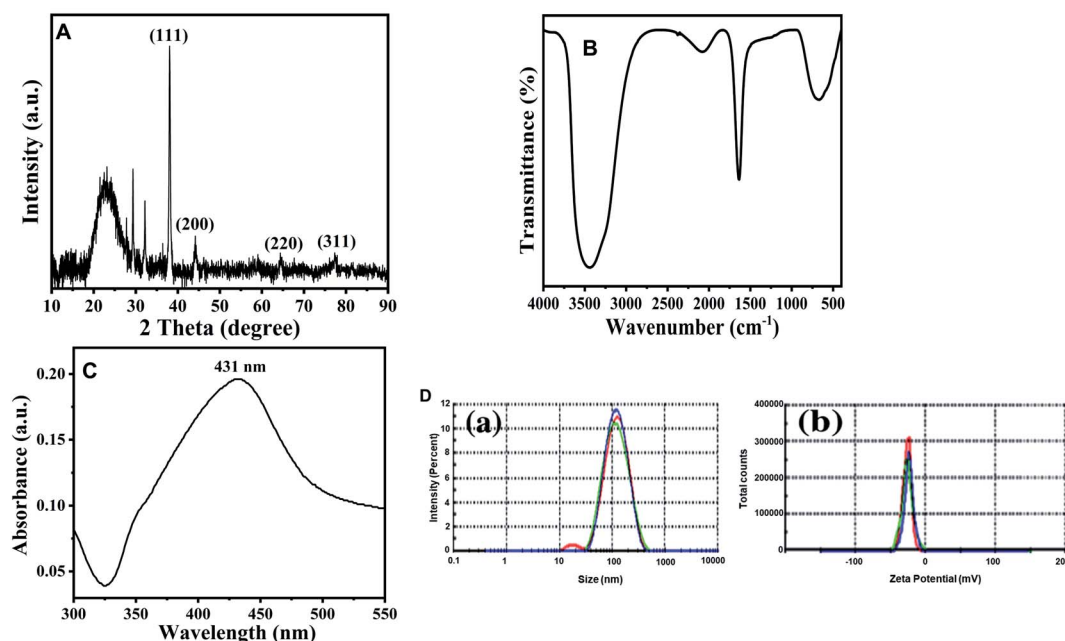 A
(111)
(200)
(220)
(311)
Intensity (a.u.)
10 20 30 40 50 60 70 80 90
2 Theta (degree)
B
Transmittance (%)
4000 3500 3000 2500 2000 1500 1000 500
Wavenumber (cm-1)
C
431 nm
Absorbance (a.u.)
0.20
0.15
0.10
0.05
300 350 400 450 500 550
Wavelength (nm)
D
(a)
Intensity (Percent)
12
10
8
6
4
2
0
0.1 1 10 100 1000 10000
Size (nm)
(b)
Total counts
400000
300000
200000
100000
0
-100 0 100 200
Zeta Potential (mV)